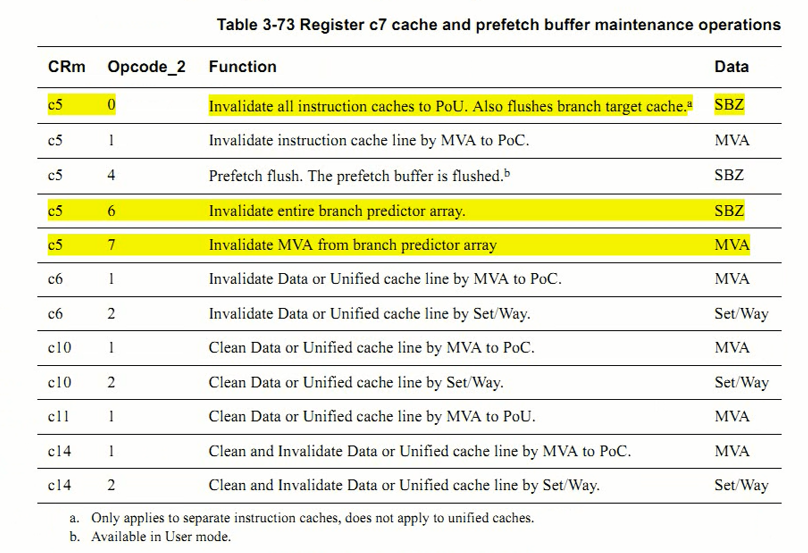 Table 3-73 Register c7 cache and prefetch buffer maintenance operations
CRm Opcode_2 Function Data
c5 0 Invalidate all instruction caches to PoU. Also flushes branch target cache.a SBZ
c5 1 Invalidate instruction cache line by MVA to PoC. MVA
c5 4 Prefetch flush. The prefetch buffer is flushed.b SBZ
c5 6 Invalidate entire branch predictor array. SBZ
c5 7 Invalidate MVA from branch predictor array MVA
c6 1 Invalidate Data or Unified cache line by MVA to PoC. MVA
c6 2 Invalidate Data or Unified cache line by Set/Way. Set/Way
c10 1 Clean Data or Unified cache line by MVA to PoC. MVA
c10 2 Clean Data or Unified cache line by Set/Way. Set/Way
c11 1 Clean Data or Unified cache line by MVA to PoU. MVA
c14 1 Clean and Invalidate Data or Unified cache line by MVA to PoC. MVA
c14 2 Clean and Invalidate Data or Unified cache line by Set/Way. Set/Way
a. Only applies to separate instruction caches, does not apply to unified caches.
b. Available in User mode.